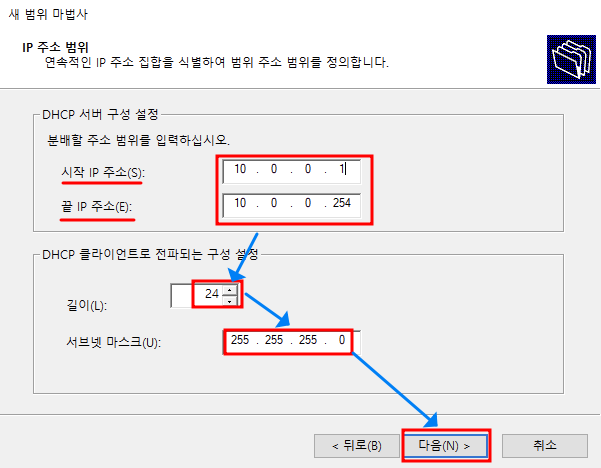 새 범위 마법사
IP 주소 범위
연속적인 IP 주소 집합을 식별하여 범위 주소 범위를 정의합니다.
DHCP 서버 구성 설정
분배할 주소 범위를 입력하십시오.
시작 IP 주소(S): 10 . 0 . 0 . 1
끝 IP 주소(E): 10 . 0 . 0 . 254
DHCP 클라이언트로 전파되는 구성 설정
길이(L): 24
서브넷 마스크(U): 255 . 255 . 255 . 0
< 뒤로(B) 다음(N) > 취소